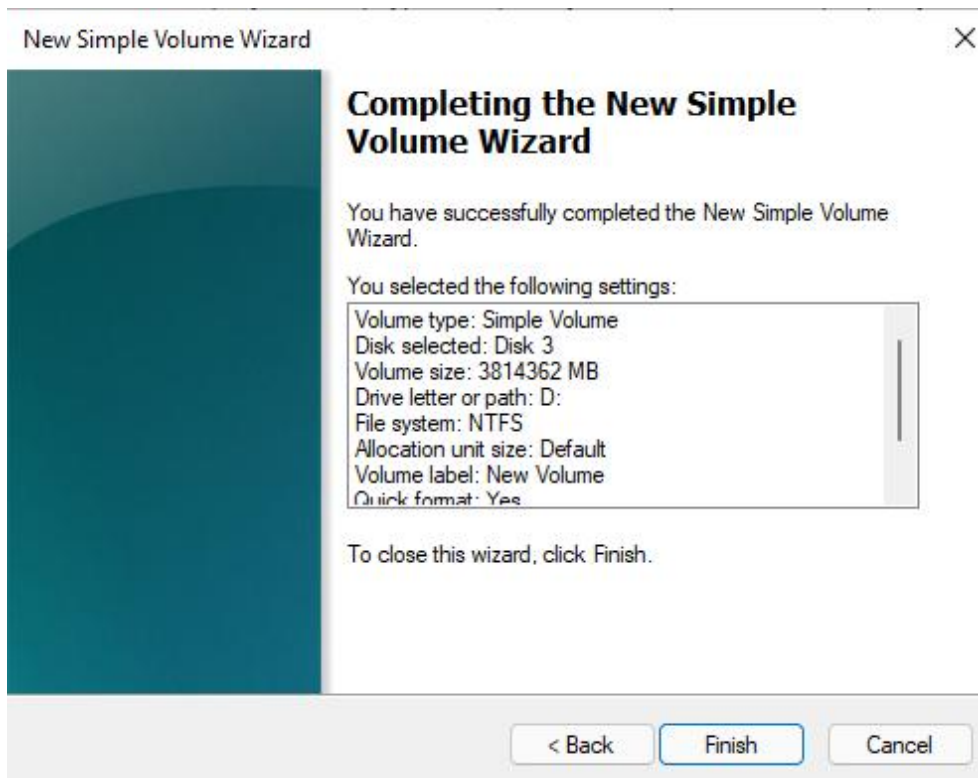 New Simple Volume Wizard
Completing the New Simple
Volume Wizard
You have successfully completed the New Simple Volume
Wizard.
You selected the following settings:
Volume type: Simple Volume
Disk selected: Disk 3
Volume size: 3814362 MB
Drive letter or path: D:
File system: NTFS
Allocation unit size: Default
Volume label: New Volume
Quick format: Yes
To close this wizard, click Finish.
< Back
Finish
Cancel